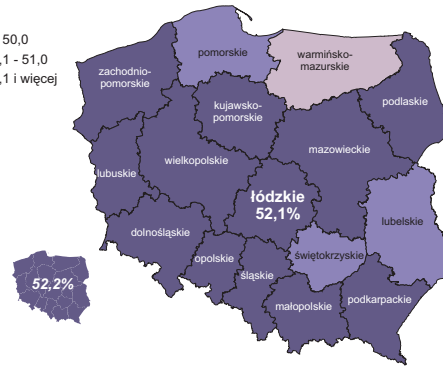 50,0
,1 - 51,0
,1 i więcej
pomorskie
warmińsko-
mazurskie
zachodnio-
pomorskie
podlaskie
kujawsko-
pomorskie
mazowieckie
wielkopolskie
lubuskie
łódzkie
52,1%
lubelskie
dolnośląskie
świętokrzyskie
opolskie
śląskie
52,2%
podkarpackie
małopolskie